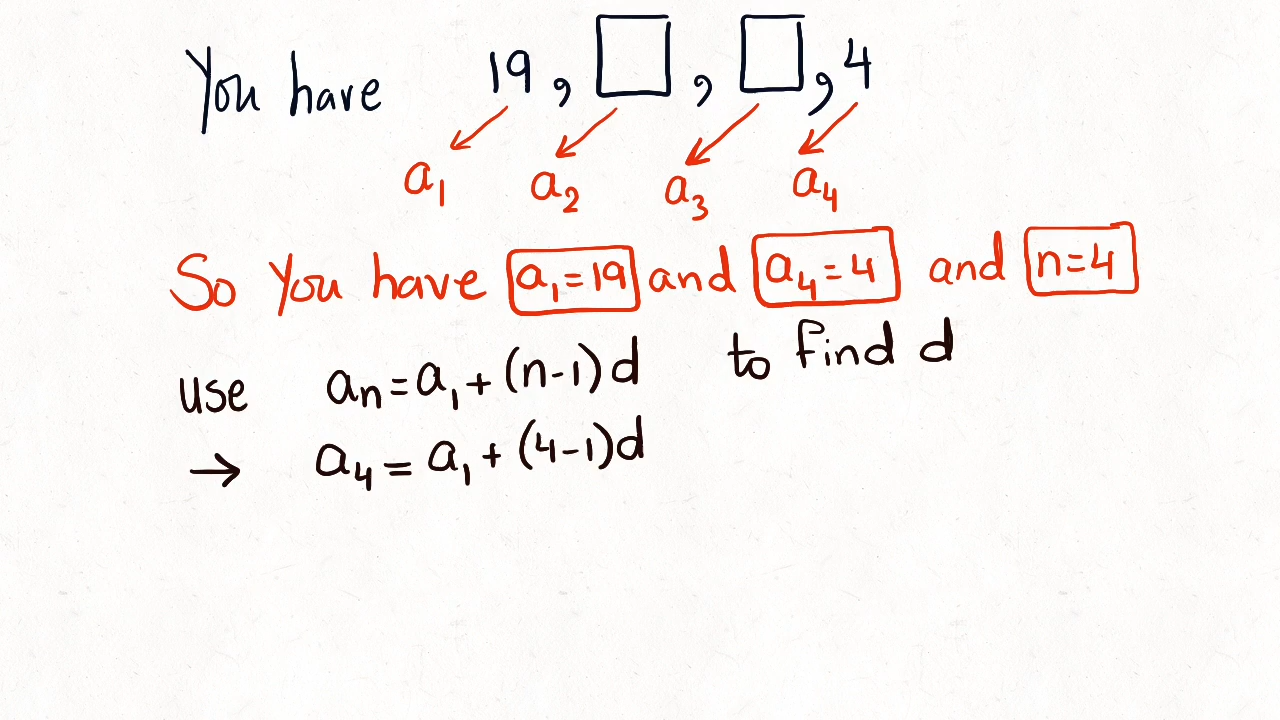 You have 19, □, □, 4
a₁ a₂ a₃ a₄
So you have a₁=19 and a₄=4 and n=4
use aₙ=a₁+(n-1)d to find d
→ a₄=a₁+(4-1)d